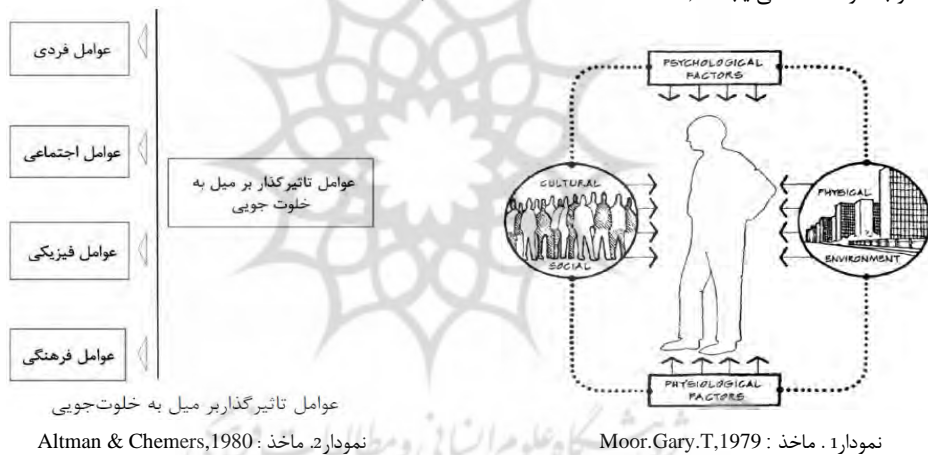 عوامل فردی
عوامل اجتماعی
عوامل فیزیکی
عوامل فرهنگی
عوامل تاثیرگذار بر میل به
خلوت جویی
عوامل تاثیرگذاربر میل به خلوت‌جویی
نمودار2. ماخذ : Altman & Chemers,1980
PSYCHOLOGICAL
FACTORS
CULTURAL
SOCIAL
PHYSICAL
ENVIRONMENT
PHYSIOLOGICAL
FACTORS
نمودار1 . ماخذ : Moor.Gary.T,1979